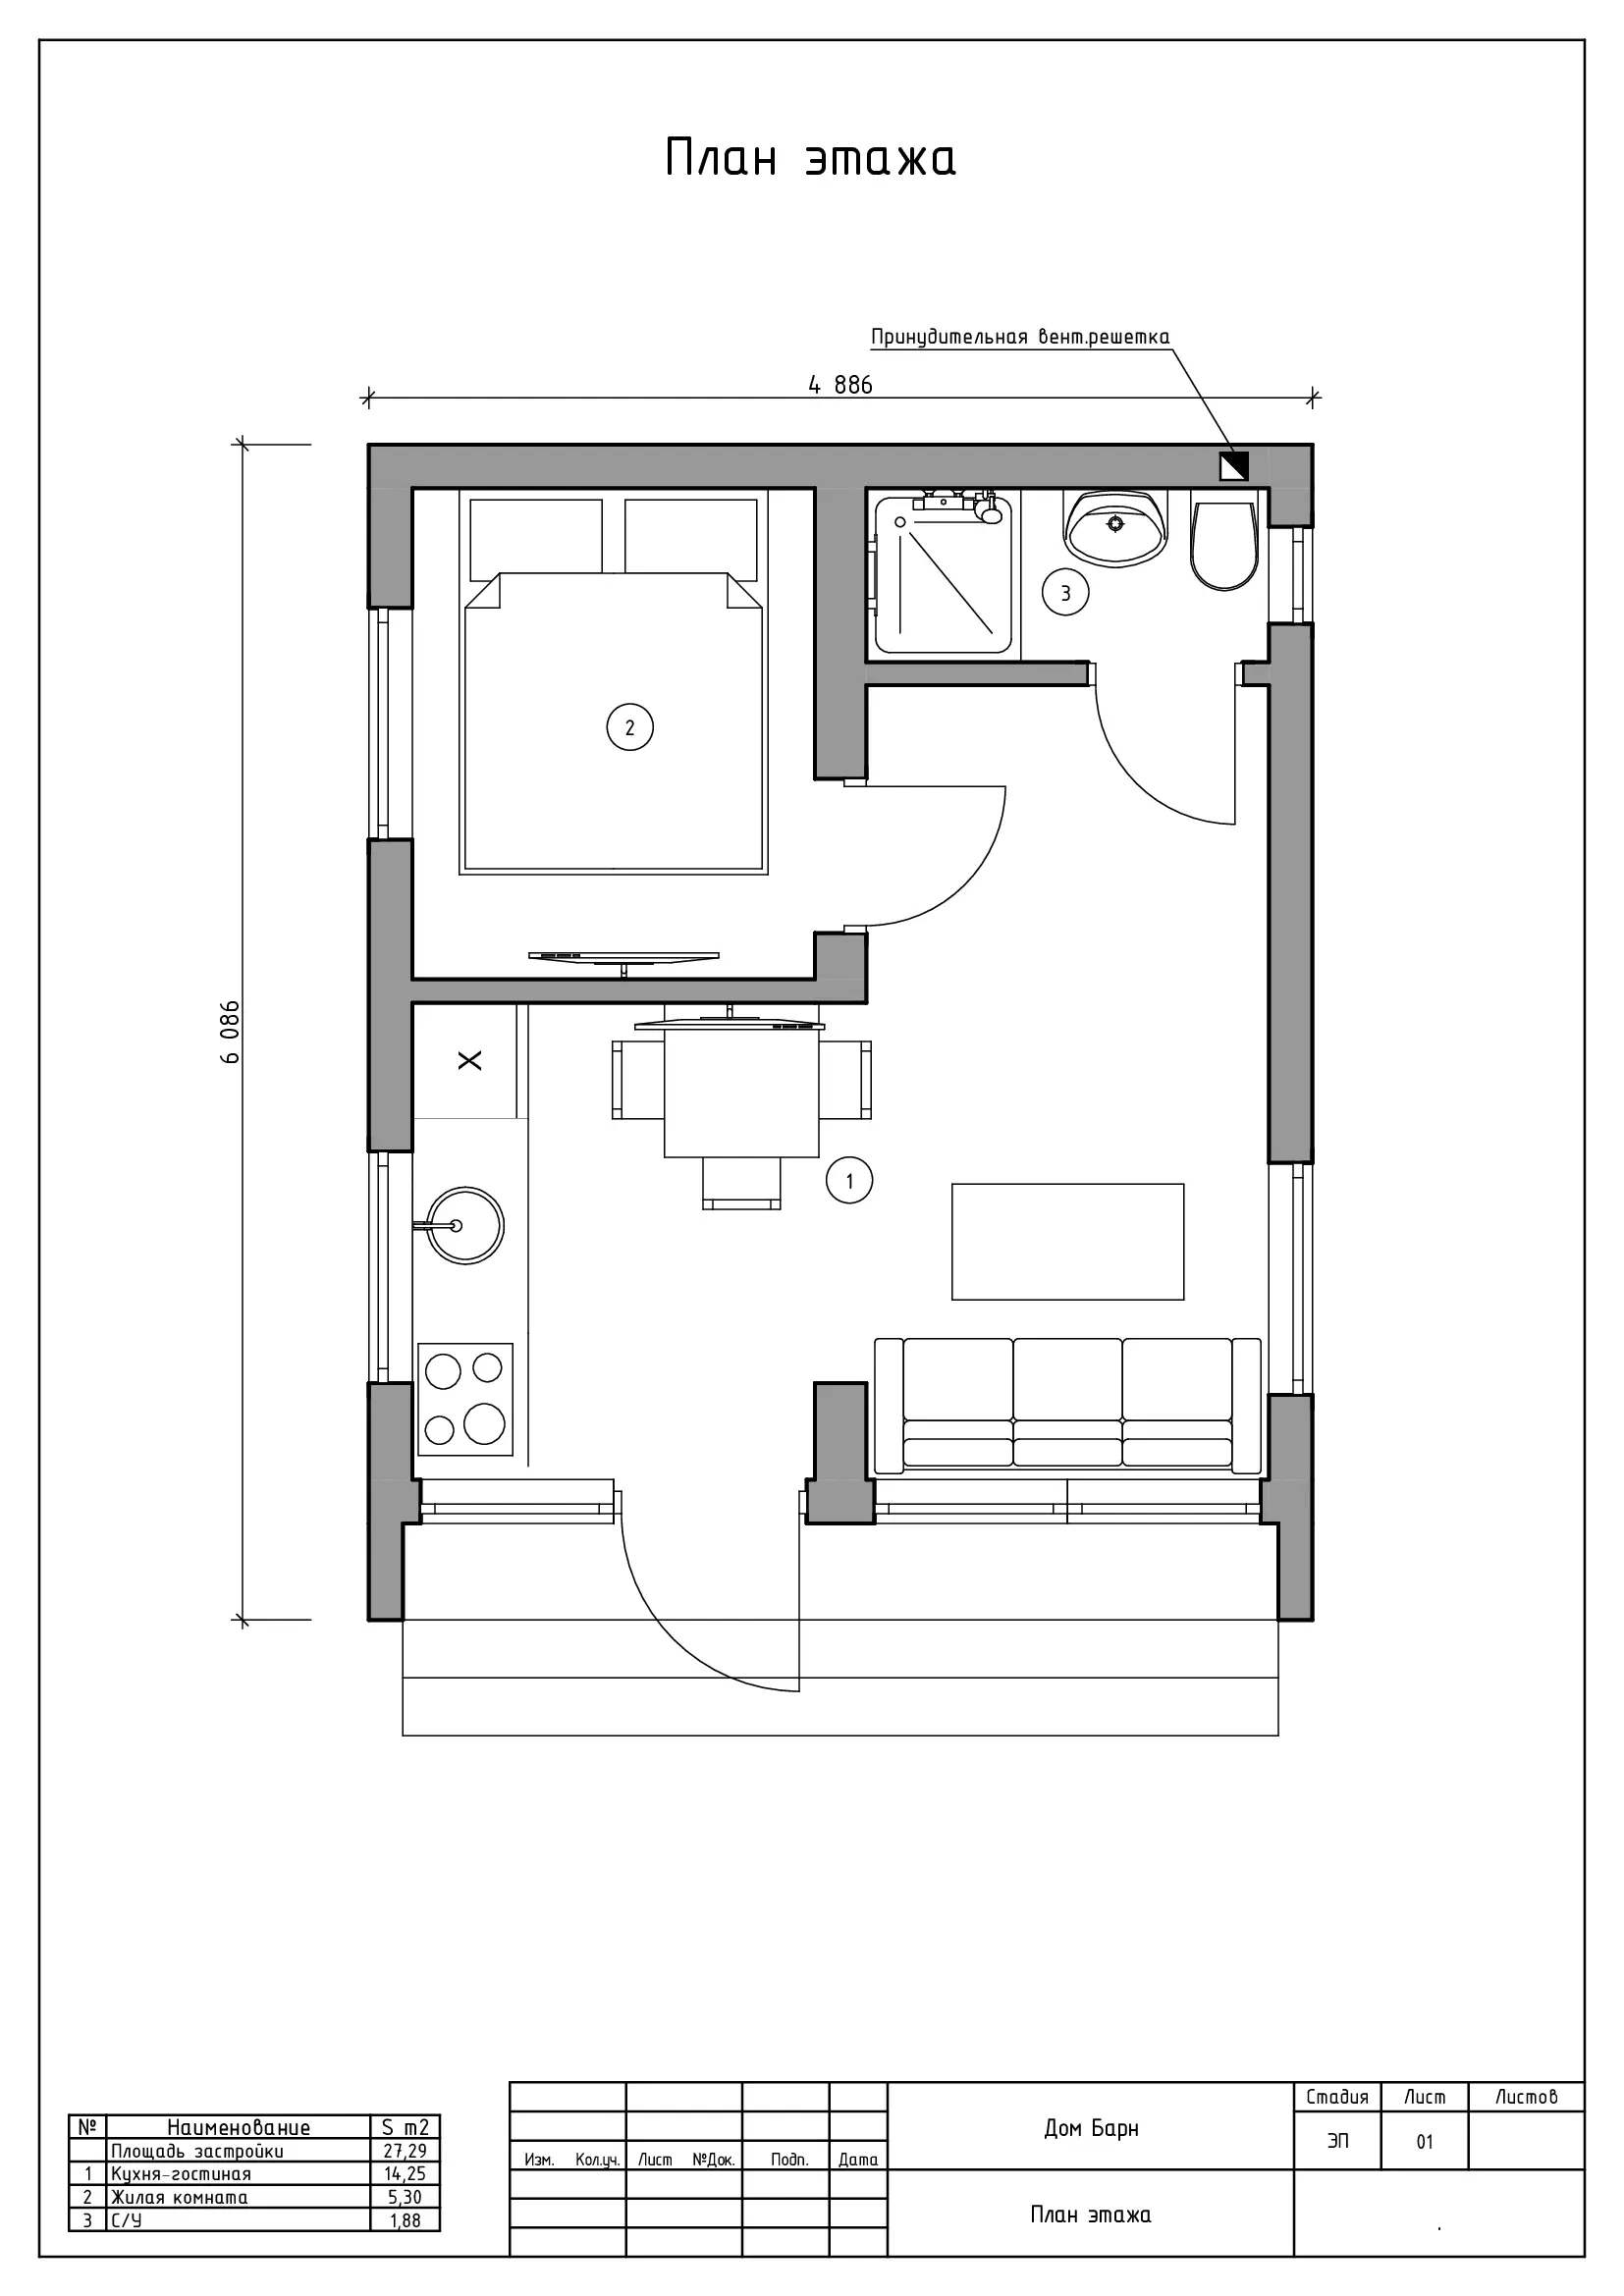 План этажа
Принудительная вент.решетка
4 886
6 086
3
2
X
1
№ Наименование S m2
Площадь застройки 27,29
1 Кухня-гостиная 14,25
2 Жилая комната 5,30
3 С/У 1,88
Изм. Кол.уч. Лист №Док. Подп. Дата
Дом Барн
План этажа
Стадия Лист Листов
ЭП 01
.